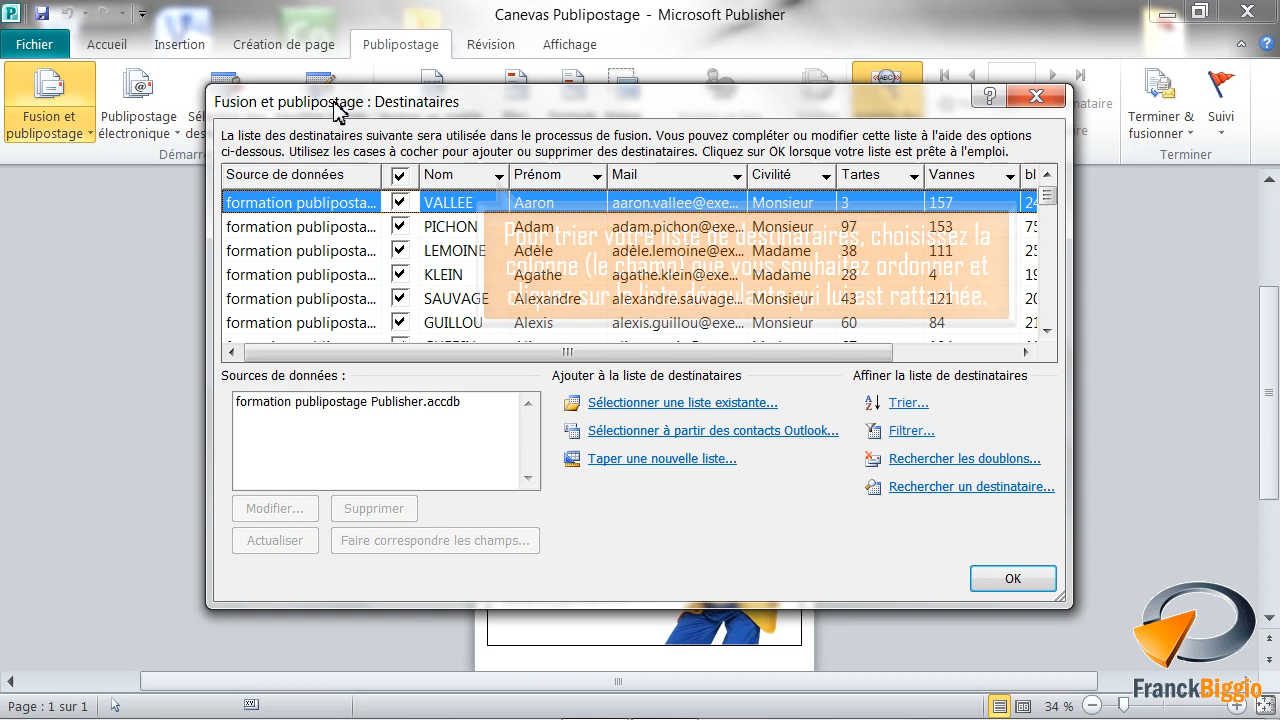 Canevas Publipostage - Microsoft Publisher
Fichier Accueil Insertion Création de page Publipostage Révision Affichage
Fusion et publipostage
Publipostage électronique
Terminer & fusionner
Suivi
Terminer
Fusion et publipostage : Destinataires
La liste des destinataires suivante sera utilisée dans le processus de fusion. Vous pouvez compléter ou modifier cette liste à l'aide des options
ci-dessous. Utilisez les cases à cocher pour ajouter ou supprimer des destinataires. Cliquez sur OK lorsque votre liste est prête à l'emploi.
Source de données Nom Prénom Mail Civilité Tartes Vannes bl
formation publiposta... VALLEE Aaron aaron.vallee@exe... Monsieur 3 157 24
formation publiposta... PICHON Adam adam.pichon@exe... Monsieur 97 153 75
formation publiposta... LEMOINE Adèle adèle.lemoine@exe... Madame 38 111 25
formation publiposta... KLEIN Agathe agathe.klein@exe... Madame 28 4 19
formation publiposta... SAUVAGE Alexandre alexandre.sauvage... Monsieur 43 121 20
formation publiposta... GUILLOU Alexis alexis.guillou@exe... Monsieur 60 84 21
Pour trier votre liste de destinataires, choisissez la
colonne (le champ) que vous souhaitez ordonner et
cliquez sur la liste déroulante qui lui est rattachée.
Sources de données :
formation publipostage Publisher.accdb
Modifier... Supprimer
Actualiser Faire correspondre les champs...
Ajouter à la liste de destinataires
Sélectionner une liste existante...
Sélectionner à partir des contacts Outlook...
Taper une nouvelle liste...
Affiner la liste de destinataires
Trier...
Filtrer...
Rechercher les doublons...
Rechercher un destinataire...
OK
FranckBiggio
Page : 1 sur 1
34 %